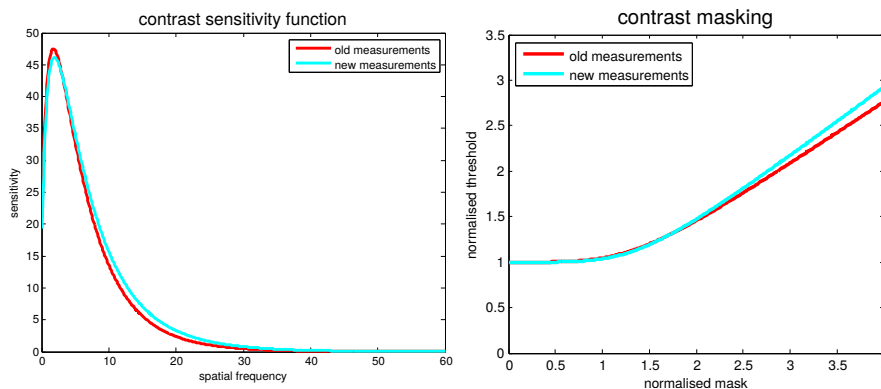 contrast sensitivity function
50
45
40
35
30
25
20
15
10
5
0
sensitivity
old measurements
new measurements
0 10 20 30 40 50 60
spatial frequency
contrast masking
3.5
3
2.5
2
1.5
1
0.5
0
normalised threshold
old measurements
new measurements
0 0.5 1 1.5 2 2.5 3 3.5
normalised mask